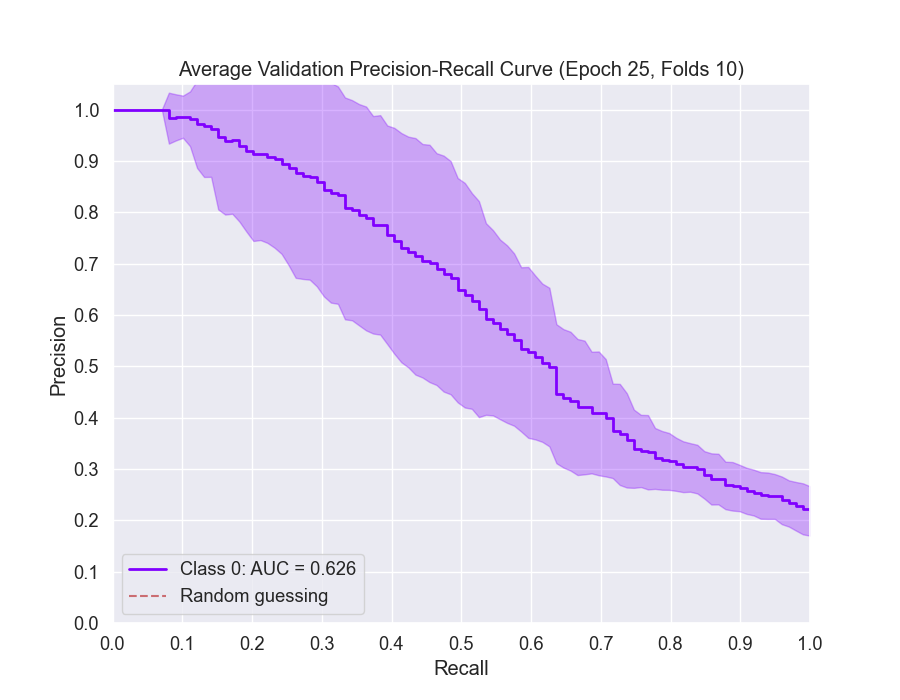 Average Validation Precision-Recall Curve (Epoch 25, Folds 10)
1.0
0.9
0.8
0.7
0.6
0.5
0.4
0.3
0.2
0.1
0.0
Precision
Class 0: AUC = 0.626
Random guessing
0.0 0.1 0.2 0.3 0.4 0.5 0.6 0.7 0.8 0.9 1.0
Recall